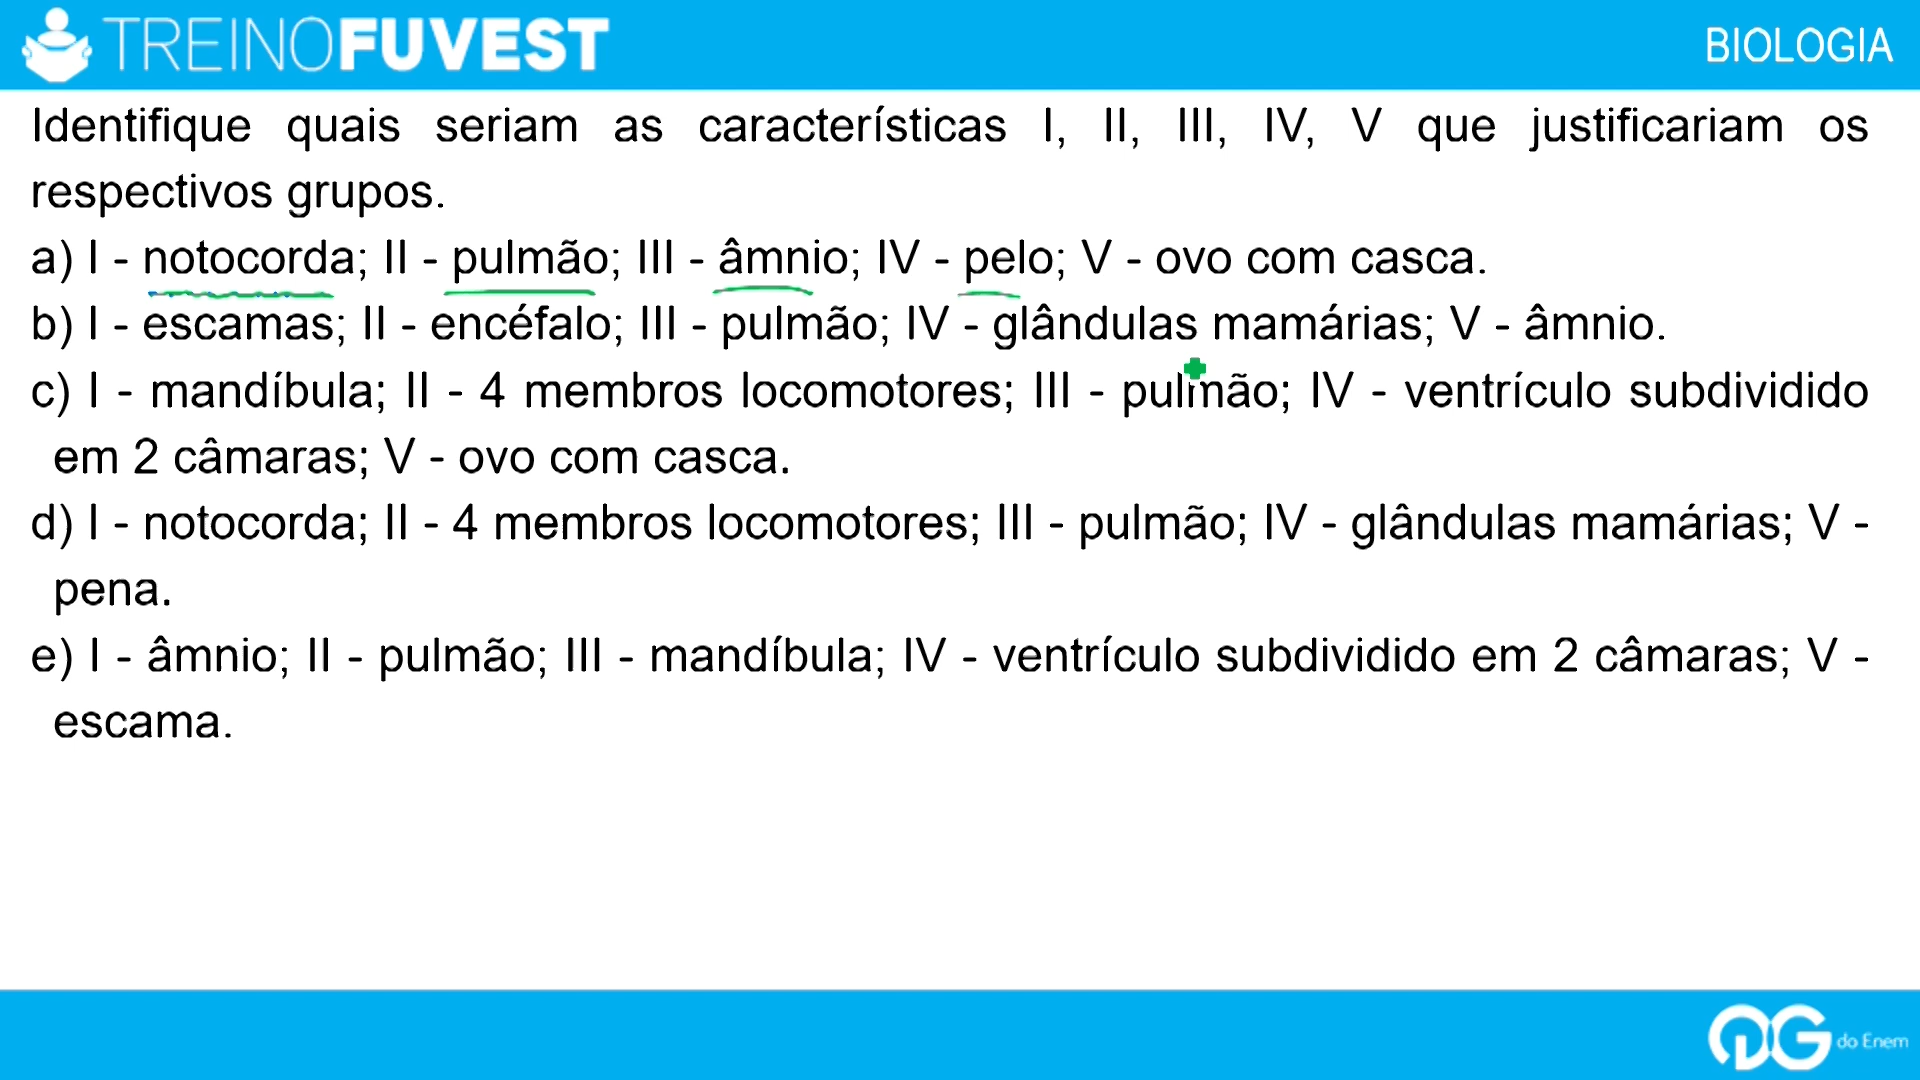 TREINOFUVEST
BIOLOGIA
Identifique quais seriam as características I, II, III, IV, V que justificariam os
respectivos grupos.
a) I - notocorda; II - pulmão; III - âmnio; IV - pelo; V - ovo com casca.
b) I - escamas; II - encéfalo; III - pulmão; IV - glândulas mamárias; V - âmnio.
c) I - mandíbula; II - 4 membros locomotores; III - pulmão; IV - ventrículo subdividido
em 2 câmaras; V - ovo com casca.
d) I - notocorda; II - 4 membros locomotores; III - pulmão; IV - glândulas mamárias; V -
pena.
e) I - âmnio; II - pulmão; III - mandíbula; IV - ventrículo subdividido em 2 câmaras; V -
escama.
QG do Enem